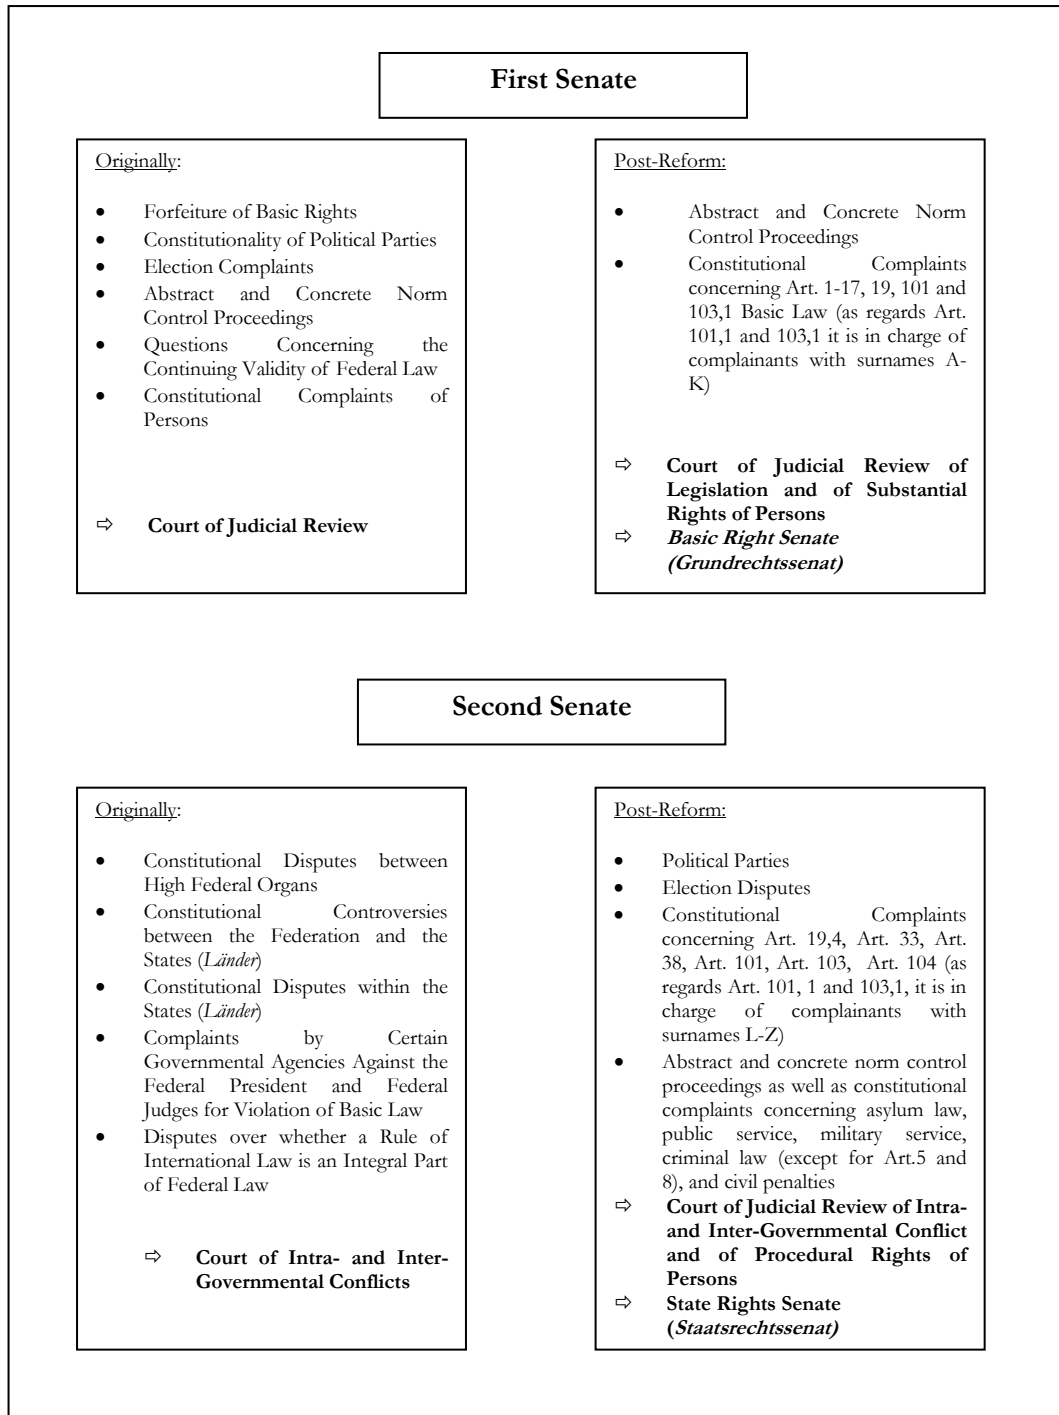 First Senate
Originally:
• Forfeiture of Basic Rights
• Constitutionality of Political Parties
• Election Complaints
• Abstract and Concrete Norm
Control Proceedings
• Questions Concerning the
Continuing Validity of Federal Law
• Constitutional Complaints of
Persons
⇨ Court of Judicial Review
Post-Reform:
• Abstract and Concrete Norm
Control Proceedings
• Constitutional Complaints
concerning Art. 1-17, 19, 101 and
103,1 Basic Law (as regards Art.
101,1 and 103,1 it is in charge of
complainants with surnames A-
K)
⇨ Court of Judicial Review of
Legislation and of Substantial
Rights of Persons
⇨ Basic Right Senate
(Grundrechtssenat)
Second Senate
Originally:
• Constitutional Disputes between
High Federal Organs
• Constitutional Controversies
between the Federation and the
States (Länder)
• Constitutional Disputes within the
States (Länder)
• Complaints by Certain
Governmental Agencies Against the
Federal President and Federal
Judges for Violation of Basic Law
• Disputes over whether a Rule of
International Law is an Integral Part
of Federal Law
⇨ Court of Intra- and Inter-
Governmental Conflicts
Post-Reform:
• Political Parties
• Election Disputes
• Constitutional Complaints
concerning Art. 19,4, Art. 33, Art.
38, Art. 101, Art. 103, Art. 104 (as
regards Art. 101, 1 and 103,1, it is in
charge of complainants with
surnames L-Z)
• Abstract and concrete norm control
proceedings as well as constitutional
complaints concerning asylum law,
public service, military service,
criminal law (except for Art.5 and
8), and civil penalties
⇨ Court of Judicial Review of Intra-
and Inter-Governmental Conflict
and of Procedural Rights of
Persons
⇨ State Rights Senate
(Staatsrechtssenat)